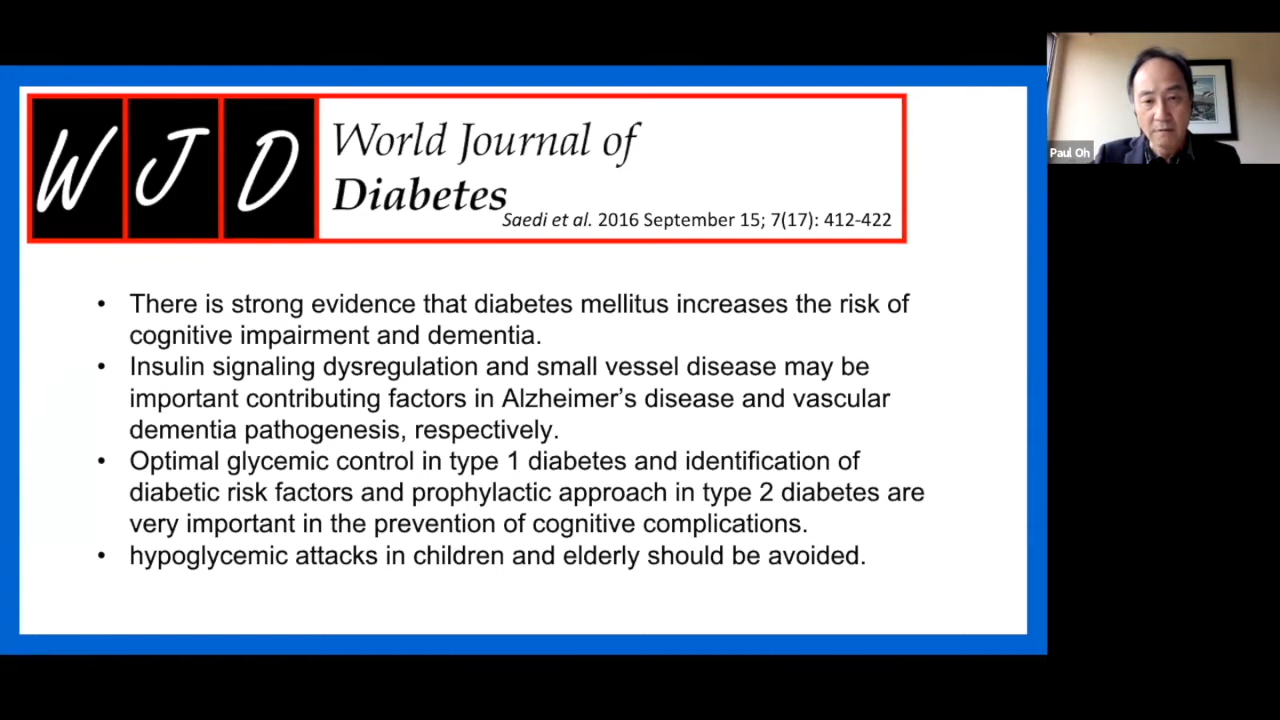 W J D
World Journal of
Diabetes
Saedi et al. 2016 September 15; 7(17): 412-422
Paul Oh
• There is strong evidence that diabetes mellitus increases the risk of
cognitive impairment and dementia.
• Insulin signaling dysregulation and small vessel disease may be
important contributing factors in Alzheimer’s disease and vascular
dementia pathogenesis, respectively.
• Optimal glycemic control in type 1 diabetes and identification of
diabetic risk factors and prophylactic approach in type 2 diabetes are
very important in the prevention of cognitive complications.
• hypoglycemic attacks in children and elderly should be avoided.